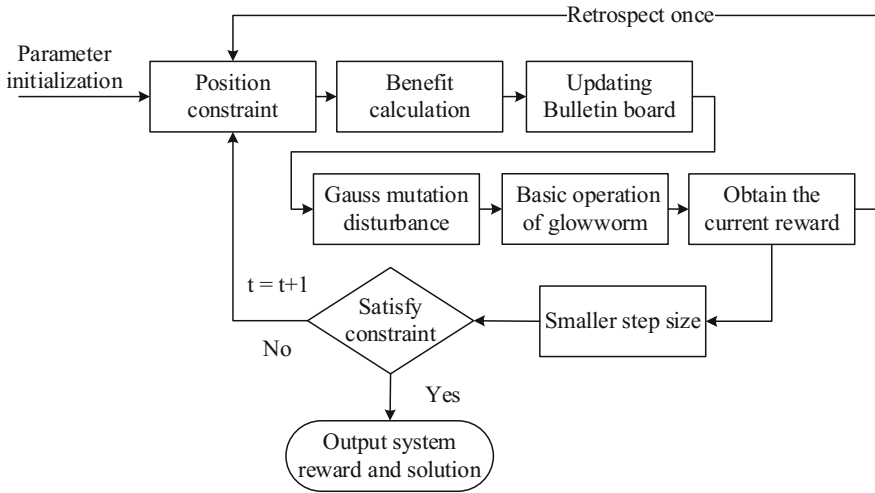 Retrospect once
Parameter
initialization
Position
constraint
Benefit
calculation
Updating
Bulletin board
Gauss mutation
disturbance
Basic operation
of glowworm
Obtain the
current reward
t = t+1
Satisfy
constraint
Smaller step size
No
Yes
Output system
reward and solution